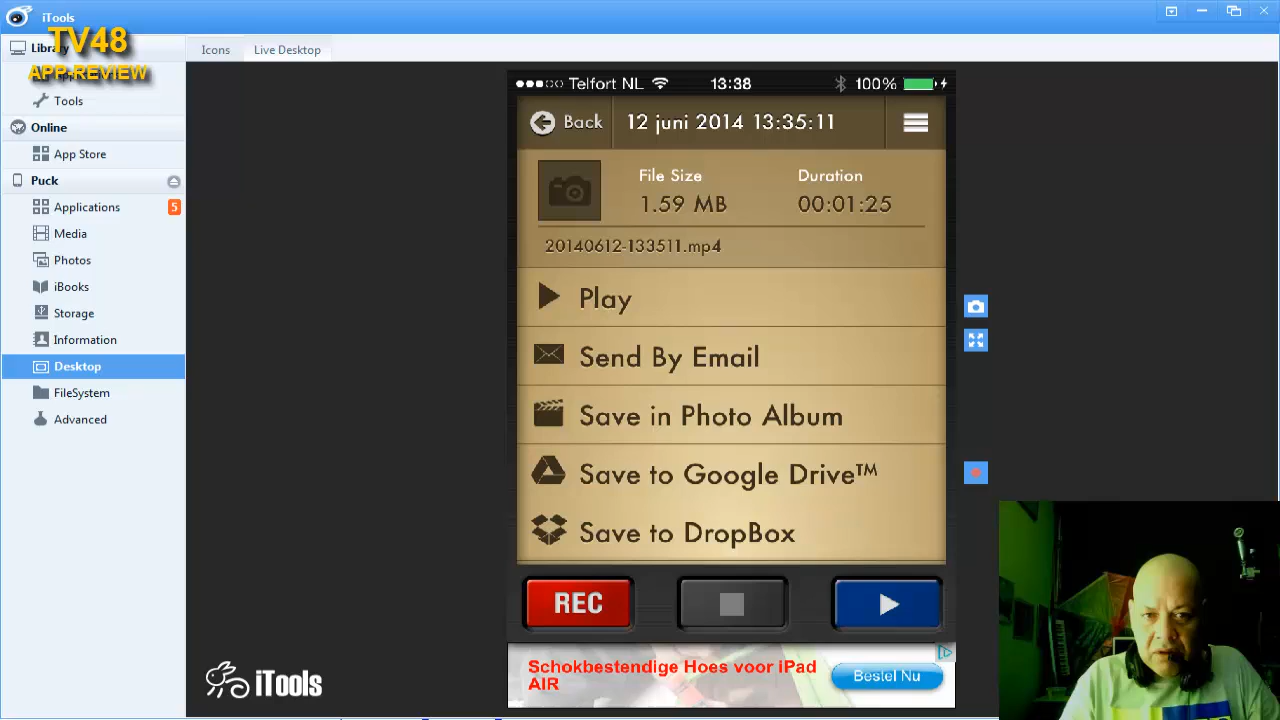 iTools
TV48
APP-REVIEW
Library
Tools
Online
App Store
Puck
Applications 5
Media
Photos
iBooks
Storage
Information
Desktop
FileSystem
Advanced
Icons Live Desktop
Telfort NL 13:38 100%
Back 12 juni 2014 13:35:11
File Size Duration
1.59 MB 00:01:25
20140612-133511.mp4
Play
Send By Email
Save in Photo Album
Save to Google Drive™
Save to DropBox
REC
Schokbestendige Hoes voor iPad
AIR
Bestel Nu
iTools